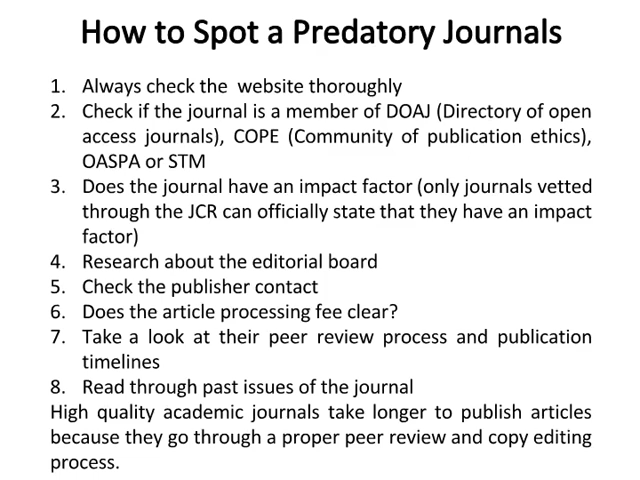 How to Spot a Predatory Journals
1. Always check the website thoroughly
2. Check if the journal is a member of DOAJ (Directory of open
access journals), COPE (Community of publication ethics),
OASPA or STM
3. Does the journal have an impact factor (only journals vetted
through the JCR can officially state that they have an impact
factor)
4. Research about the editorial board
5. Check the publisher contact
6. Does the article processing fee clear?
7. Take a look at their peer review process and publication
timelines
8. Read through past issues of the journal
High quality academic journals take longer to publish articles
because they go through a proper peer review and copy editing
process.